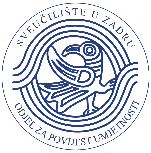 SVEUČILIŠTE U ZADRU
ODJEL ZA POVIJEST UMJETNOSTI